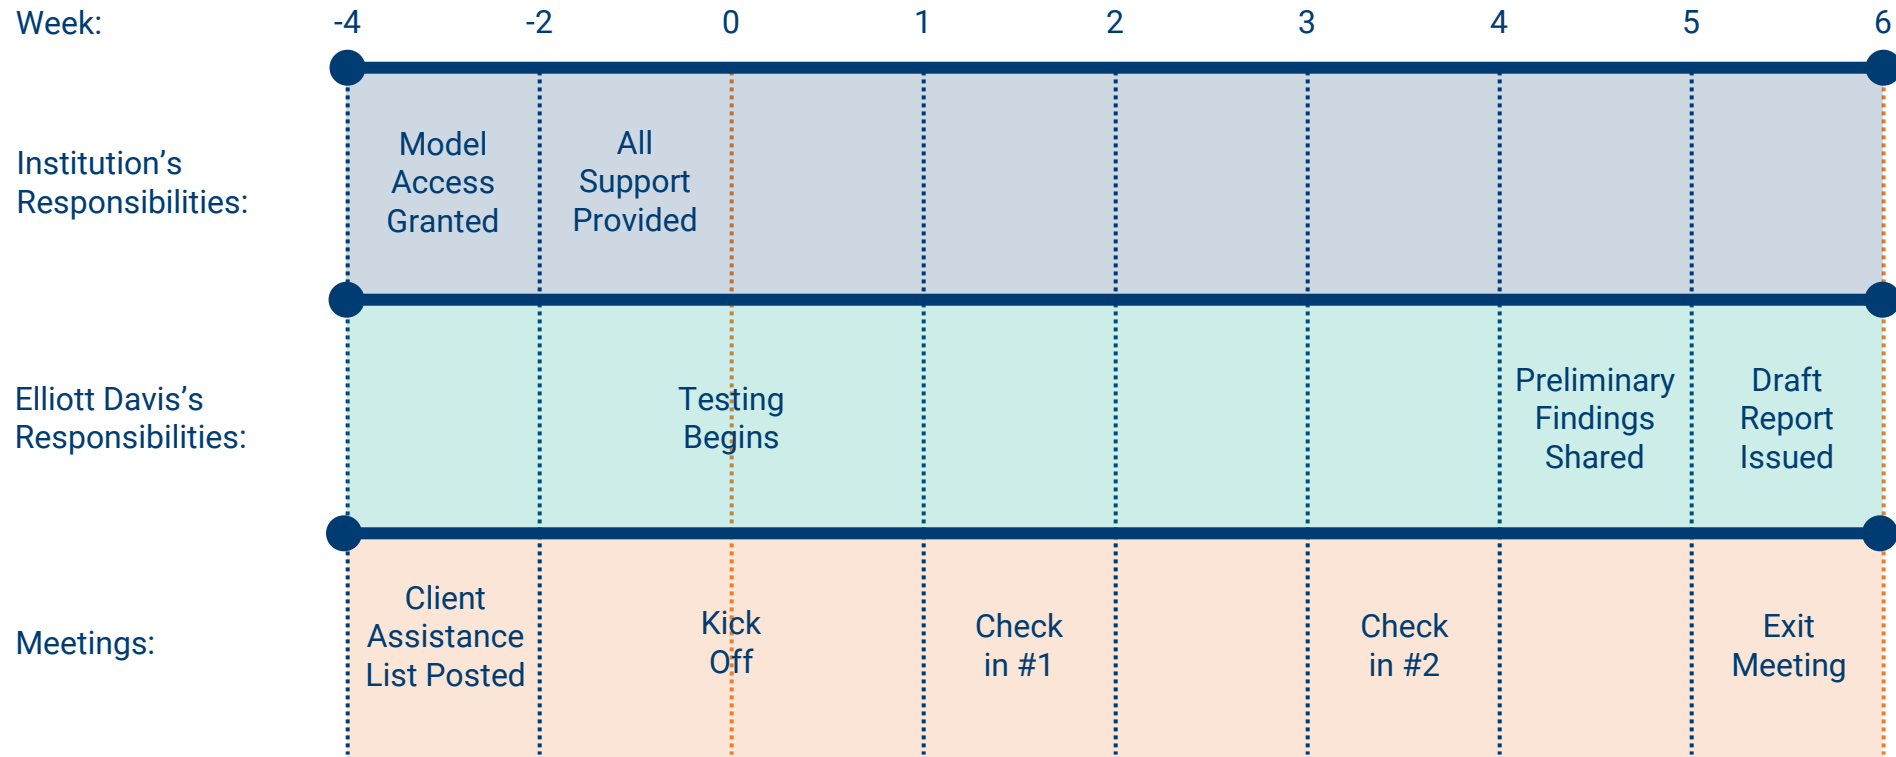 Week: -4 -2 0 1 2 3 4 5 6
Institution’s
Responsibilities:
Model
Access
Granted
All
Support
Provided
Elliott Davis’s
Responsibilities:
Testing
Begins
Preliminary
Findings
Shared
Draft
Report
Issued
Meetings:
Client
Assistance
List Posted
Kick
Off
Check
in #1
Check
in #2
Exit
Meeting